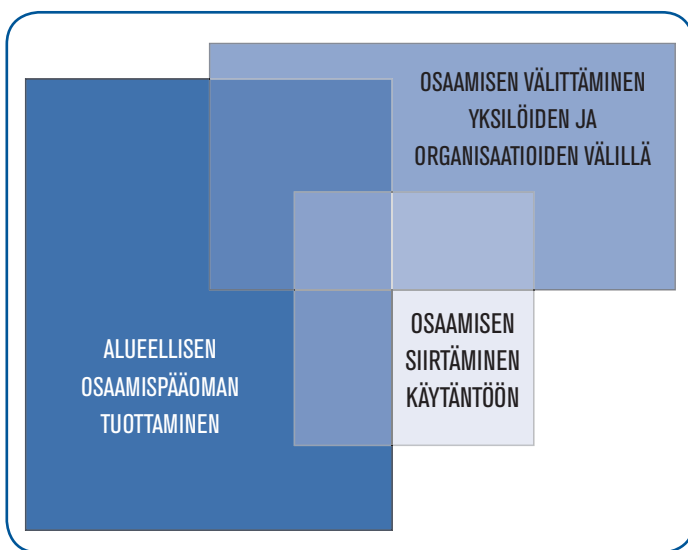 OSAAMISEN VÄLITTÄMINEN
YKSILÖIDEN JA
ORGANISAATIOIDEN VÄLILLÄ
ALUEELLISEN
OSAAMISPÄÄOMAN
TUOTTAMINEN
OSAAMISEN
SIIRTÄMINEN
KÄYTÄNTÖÖN